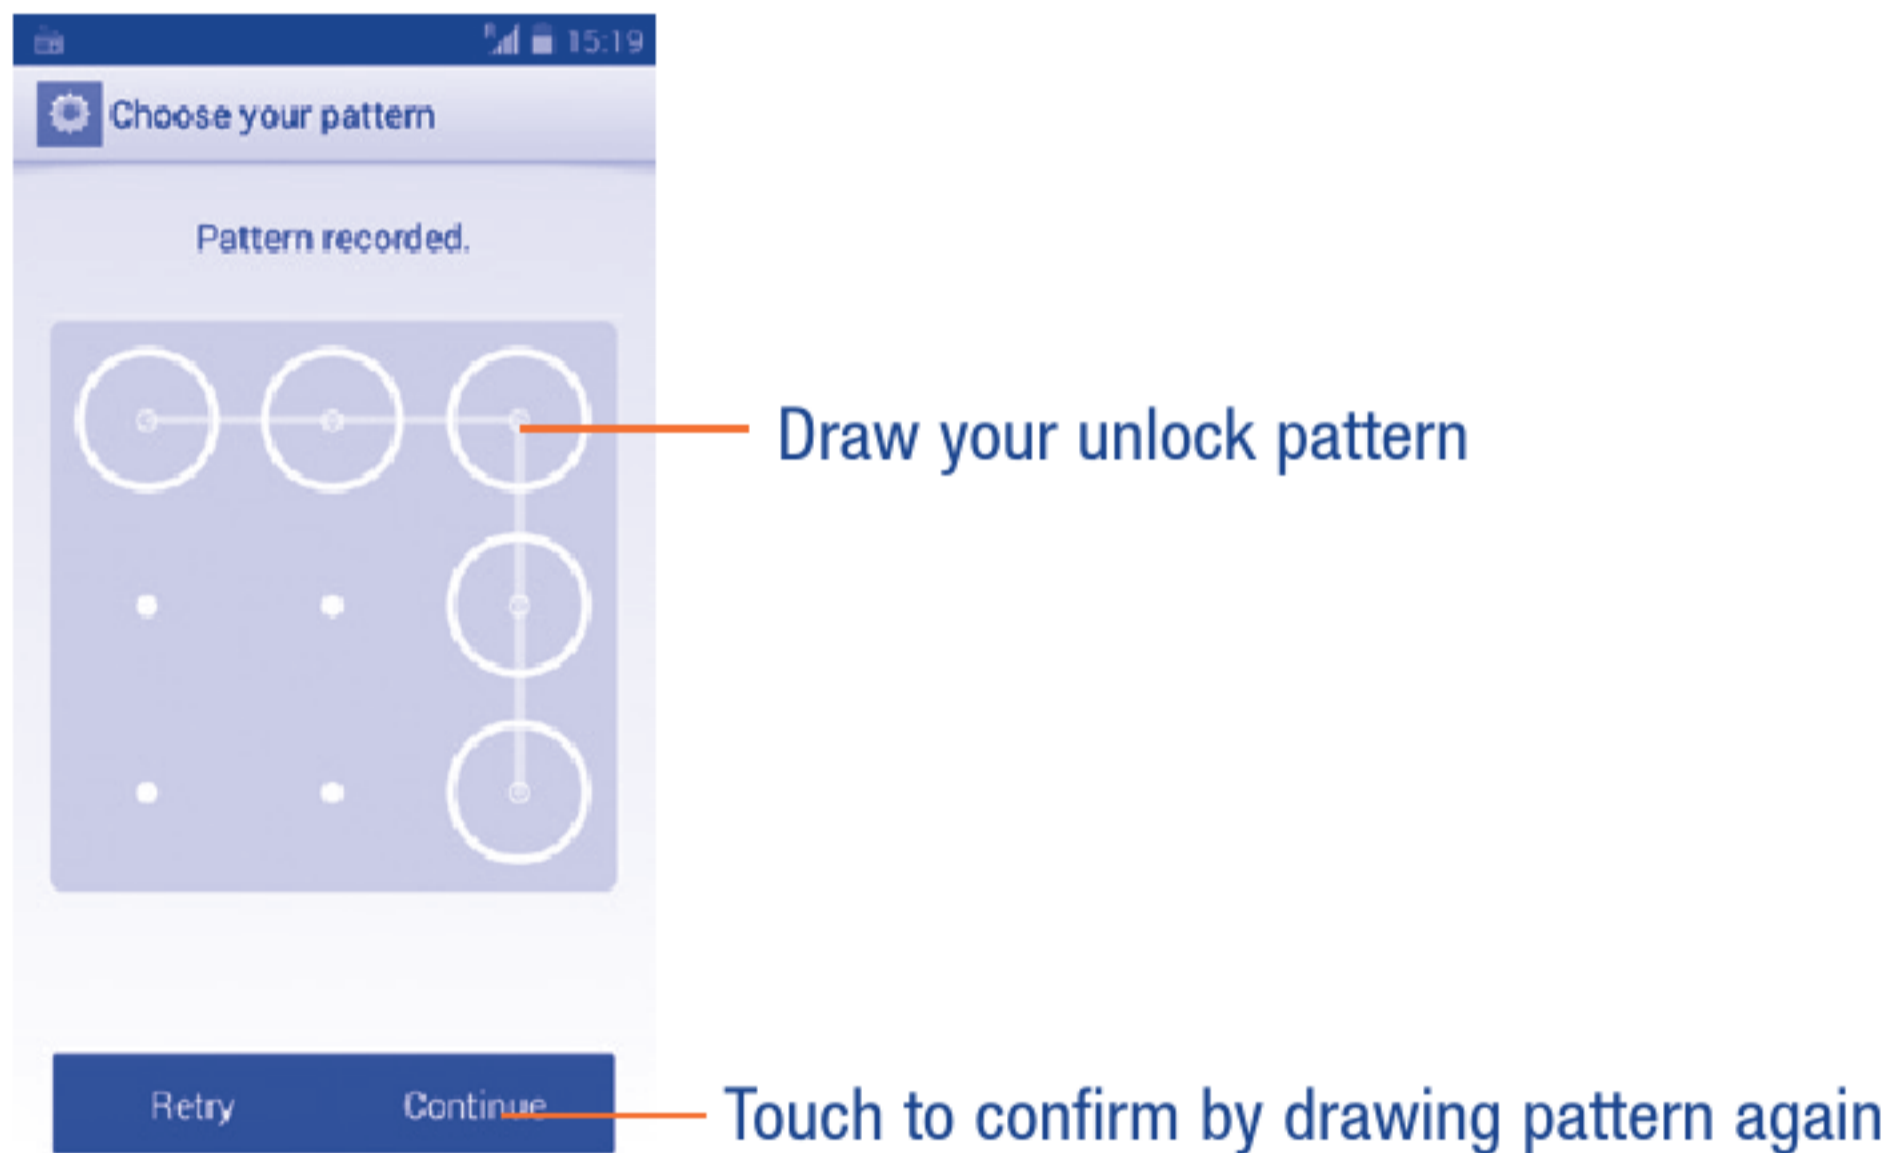 R 15:19
Choose your pattern
Pattern recorded.
Draw your unlock pattern
Retry Continue
Touch to confirm by drawing pattern again